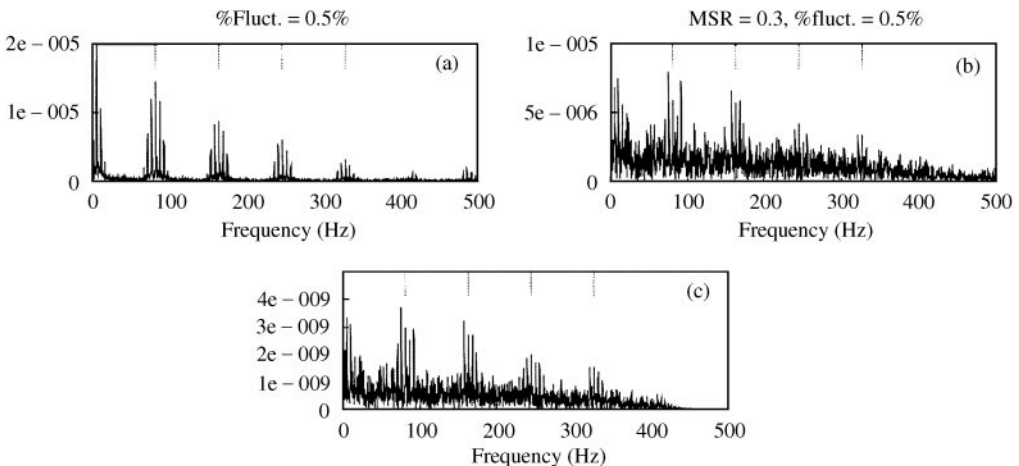 %Fluct. = 0.5%
MSR = 0.3, %fluct. = 0.5%
2e – 005
1e – 005
0
(a)
0 100 200 300 400 500
Frequency (Hz)
1e – 005
5e – 006
0
(b)
0 100 200 300 400 500
Frequency (Hz)
4e – 009
3e – 009
2e – 009
1e – 009
0
(c)
0 100 200 300 400 500
Frequency (Hz)